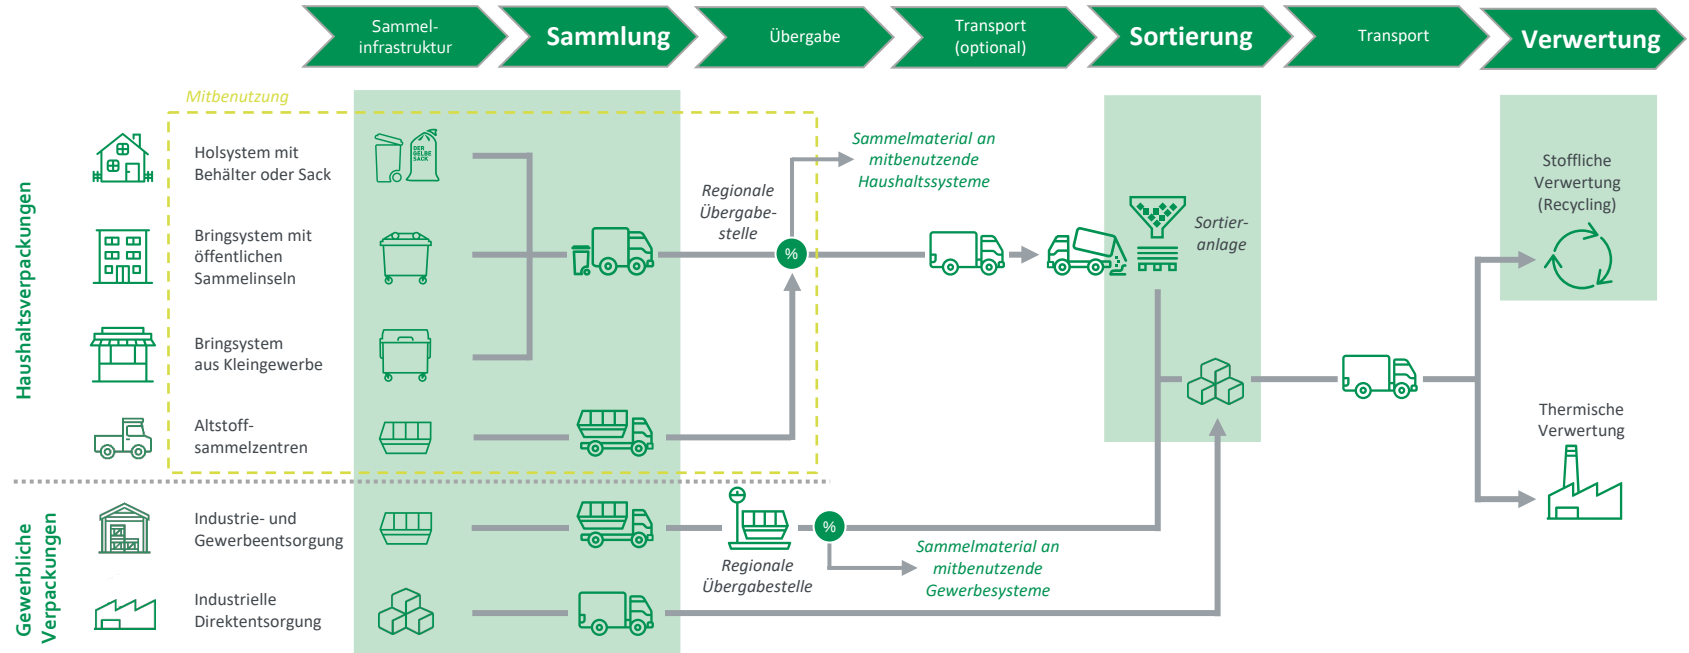 Sammel-
infrastruktur
Sammlung
Übergabe
Transport
(optional)
Sortierung
Transport
Verwertung
Mitbenutzung
Haushaltsverpackungen
Holsystem mit
Behälter oder Sack
DER
GELBE
SACK
Sammelmaterial an
mitbenutzende
Haushaltssysteme
Regionale
Übergabe-
stelle
%
Bringsystem mit
öffentlichen
Sammelinseln
Sortier-
anlage
Stoffliche
Verwertung
(Recycling)
Bringsystem
aus Kleingewerbe
Altstoff-
sammelzentren
Thermische
Verwertung
Gewerbliche
Verpackungen
Industrie- und
Gewerbeentsorgung
Regionale
Übergabestelle
%
Sammelmaterial an
mitbenutzende
Gewerbesysteme
Industrielle
Direktentsorgung